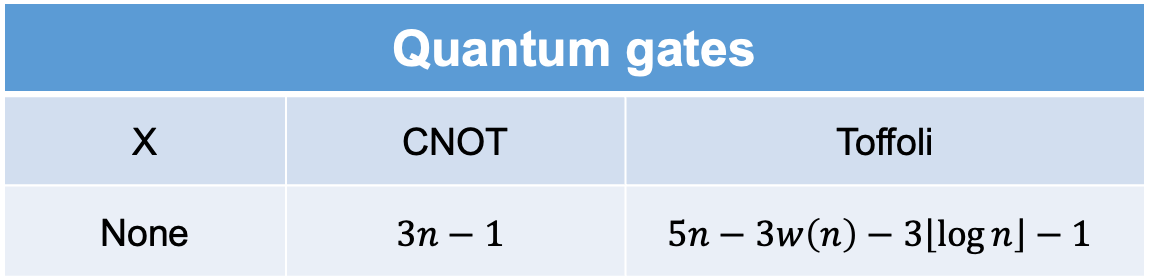 Quantum gates
X CNOT Toffoli
None 3n − 1 5n − 3w(n) − 3⌊log n⌋ − 1